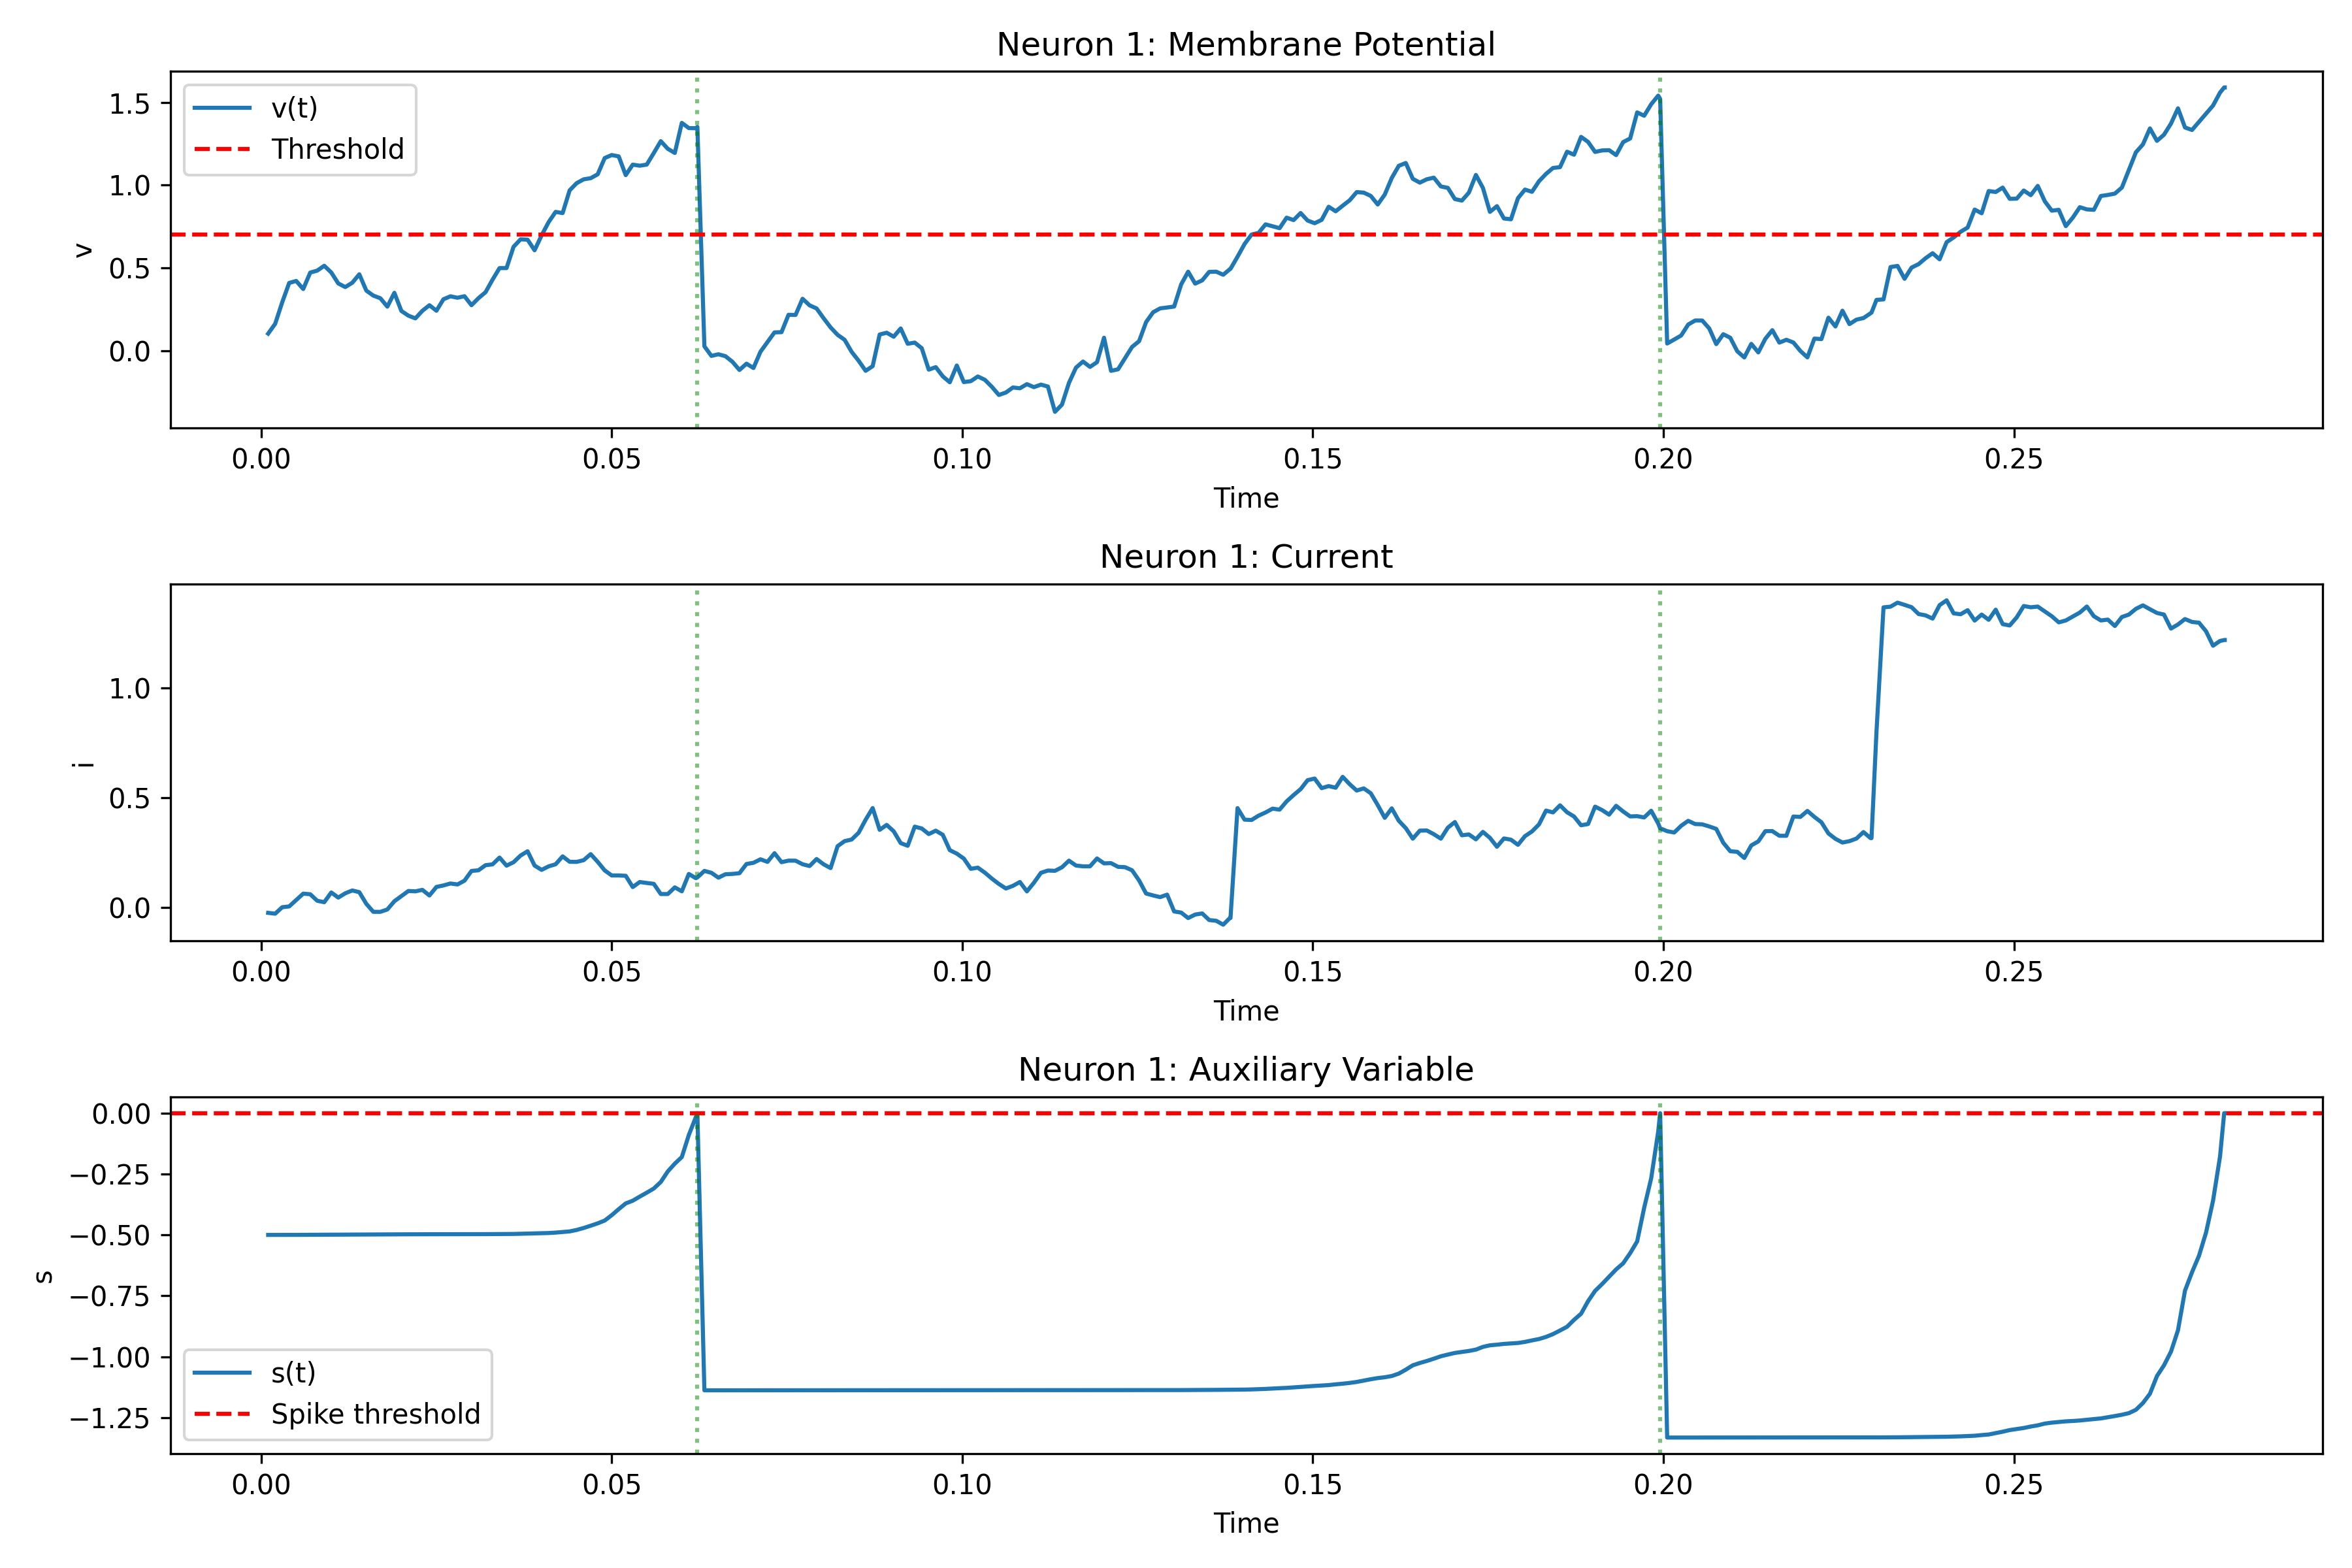 Neuron 1: Membrane Potential
v(t)
Threshold
v
1.5
1.0
0.5
0.0
0.00 0.05 0.10 0.15 0.20 0.25
Time
Neuron 1: Current
i
1.0
0.5
0.0
0.00 0.05 0.10 0.15 0.20 0.25
Time
Neuron 1: Auxiliary Variable
s
0.00
−0.25
−0.50
−0.75
−1.00
−1.25
s(t)
Spike threshold
0.00 0.05 0.10 0.15 0.20 0.25
Time